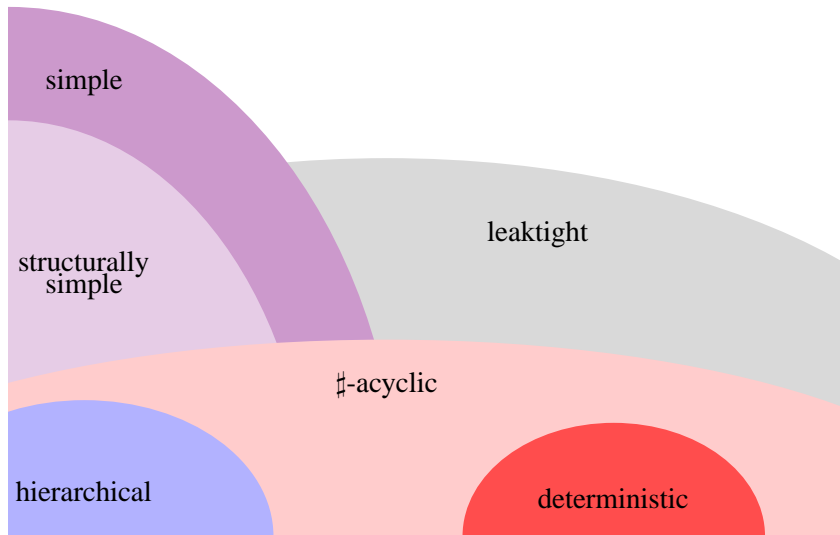 simple
leaktight
structurally
simple
♯-acyclic
hierarchical
deterministic